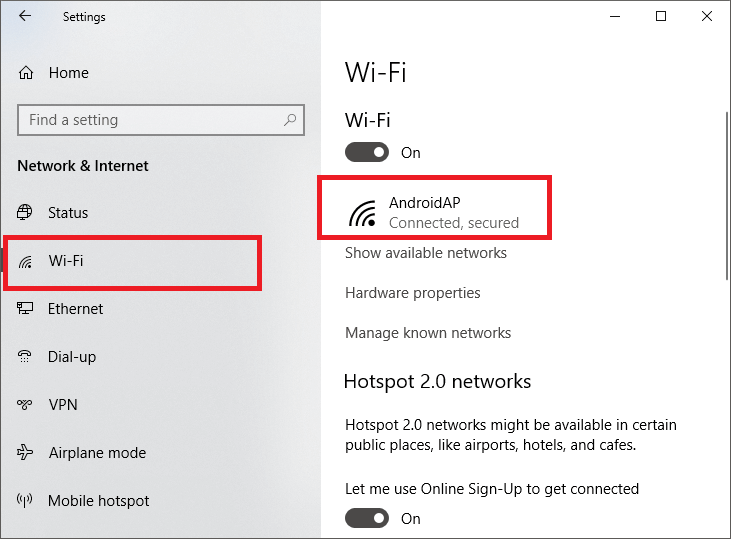 Settings
Home
Find a setting
Network & Internet
Status
Wi-Fi
Ethernet
Dial-up
VPN
Airplane mode
Mobile hotspot
Wi-Fi
Wi-Fi
On
AndroidAP
Connected, secured
Show available networks
Hardware properties
Manage known networks
Hotspot 2.0 networks
Hotspot 2.0 networks might be available in certain
public places, like airports, hotels, and cafes.
Let me use Online Sign-Up to get connected
On